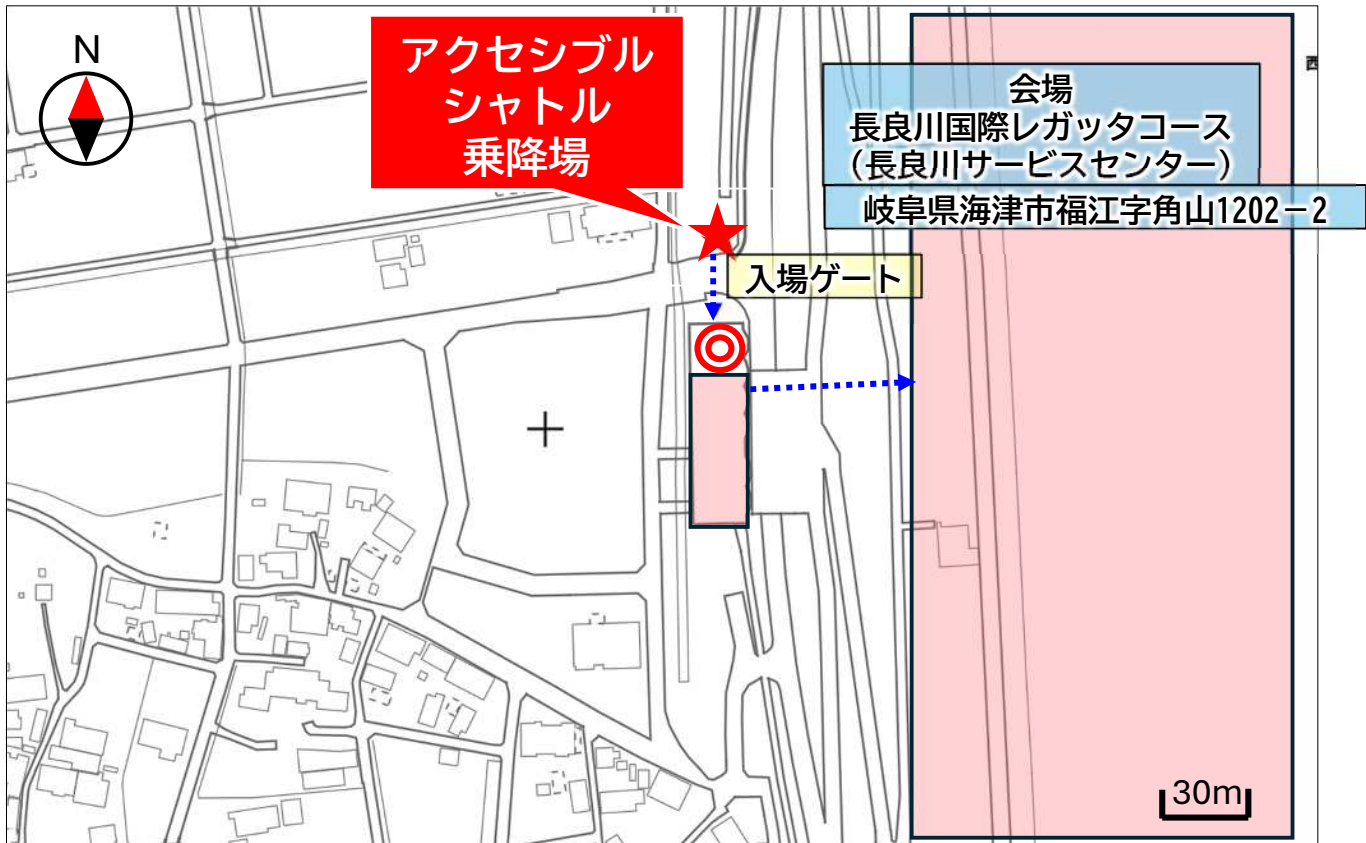 N
アクセシブル
シャトル
乗降場
西
会場
長良川国際レガッタコース
（長良川サービスセンター）
岐阜県海津市福江字角山1202－2
入場ゲート
30m